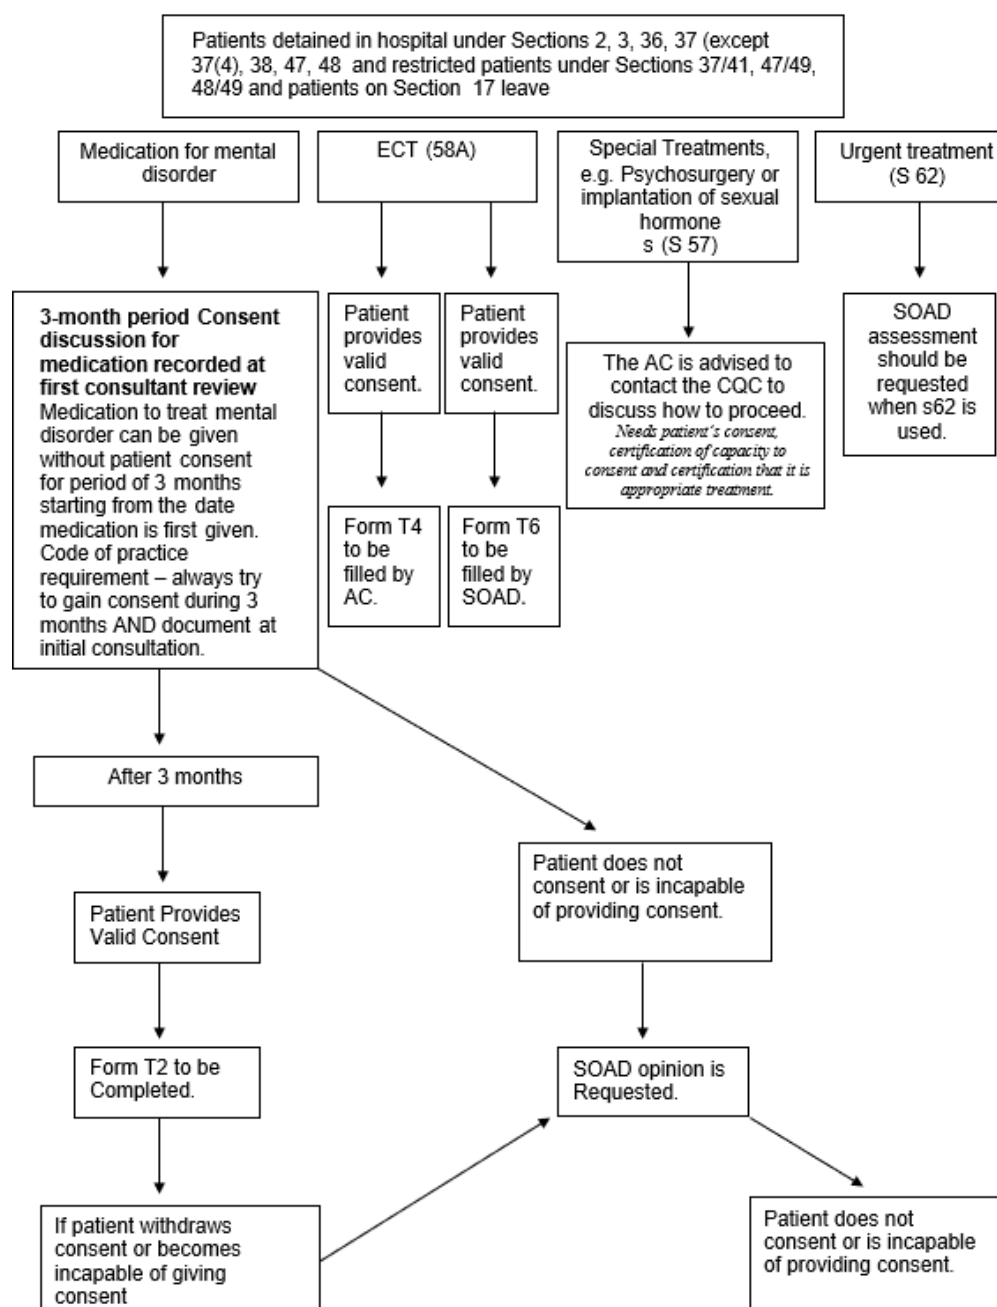 Patients detained in hospital under Sections 2, 3, 36, 37 (except
37(4), 38, 47, 48  and restricted patients under Sections 37/41, 47/49,
48/49 and patients on Section  17 leave
Medication for mental
disorder
ECT (58A)
Special Treatments,
e.g. Psychosurgery or
implantation of sexual
hormone
s (S 57)
Urgent treatment
(S 62)
3-month period Consent
discussion for
medication recorded at
first consultant review
Medication to treat mental
disorder can be given
without patient consent
for period of 3 months
starting from the date
medication is first given.
Code of practice
requirement – always try
to gain consent during 3
months AND document at
initial consultation.
Patient
provides
valid
consent.
Patient
provides
valid
consent.
The AC is advised to
contact the CQC to
discuss how to proceed.
Needs patient's consent,
certification of capacity to
consent and certification that it is
appropriate treatment.
SOAD
assessment
should be
requested
when s62 is
used.
Form T4
to be
filled by
AC.
Form T6
to be
filled by
SOAD.
After 3 months
Patient does not
consent or is incapable
of providing consent.
Patient Provides
Valid Consent
Form T2 to be
Completed.
SOAD opinion is
Requested.
If patient withdraws
consent or becomes
incapable of giving
consent
Patient does not
consent or is incapable
of providing consent.